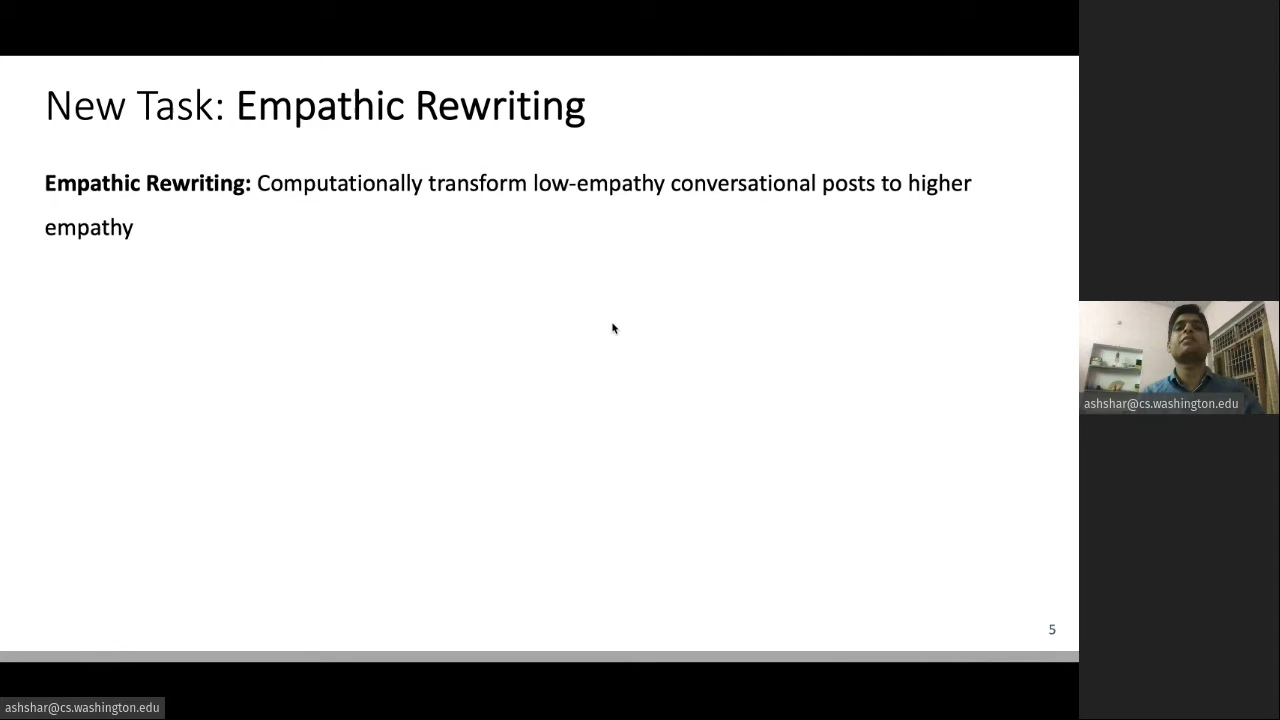 New Task: Empathic Rewriting
Empathic Rewriting: Computationally transform low-empathy conversational posts to higher
empathy
ashshar@cs.washington.edu
5
ashshar@cs.washington.edu